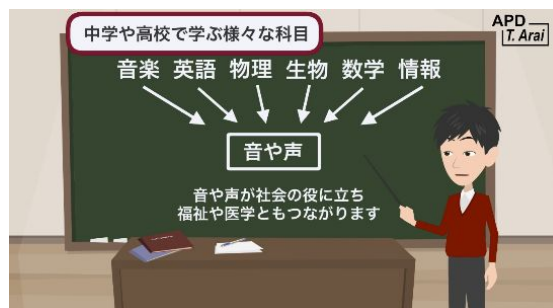 中学や高校で学ぶ様々な科目
APD
T. Arai
音楽 英語 物理 生物 数学 情報
音や声
音や声が社会の役に立ち
福祉や医学ともつながります